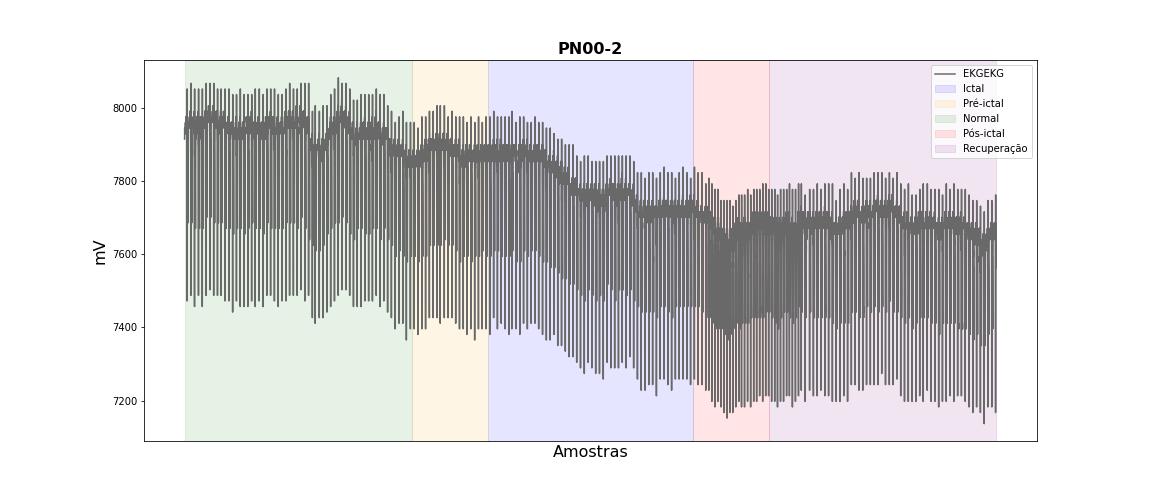 PN00-2
8000
7800
7600
7400
7200
mV
Amostras
EKGEKG
Ictal
Pré-ictal
Normal
Pós-ictal
Recuperação